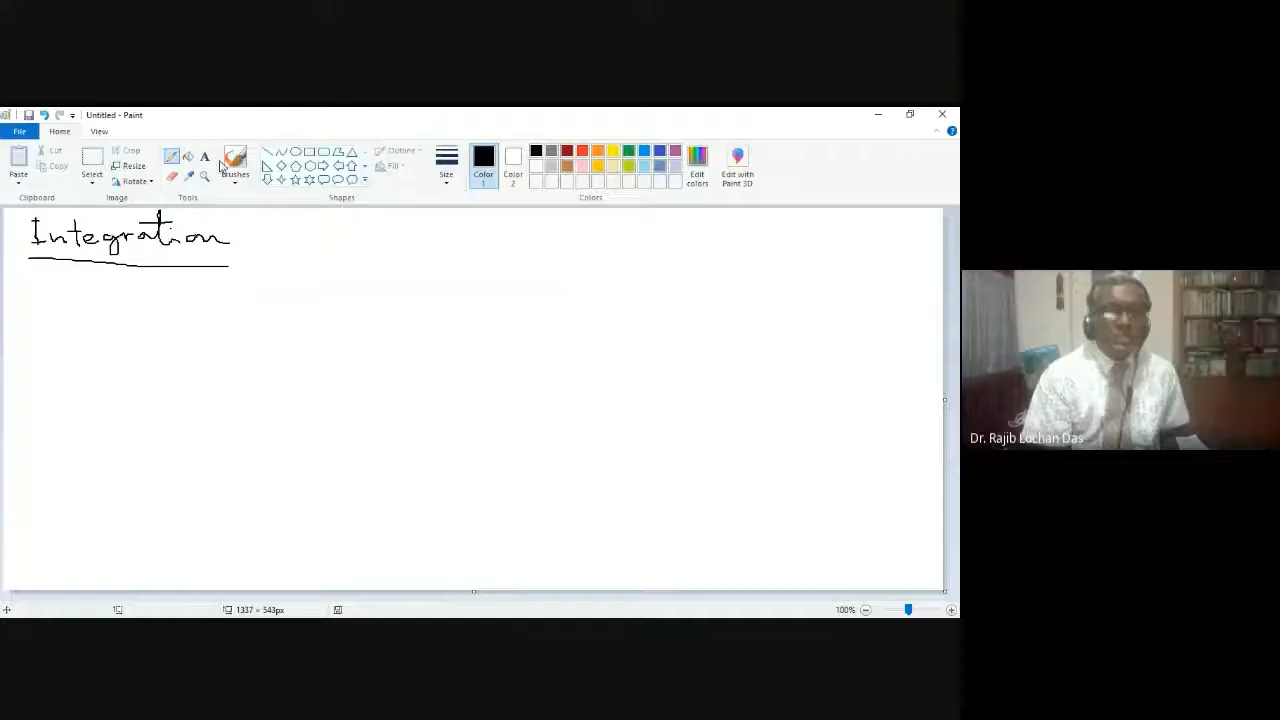 Untitled - Paint
File Home View
Cut
Copy
Paste
Crop
Resize
Rotate
Select
A
Brushes
Outline
Fill
Size
Color 1
Color 2
Edit colors
Edit with Paint 3D
Clipboard Image Tools Shapes Colors
Integration
Dr. Rajib Lochan Das
1337 × 543px
100%